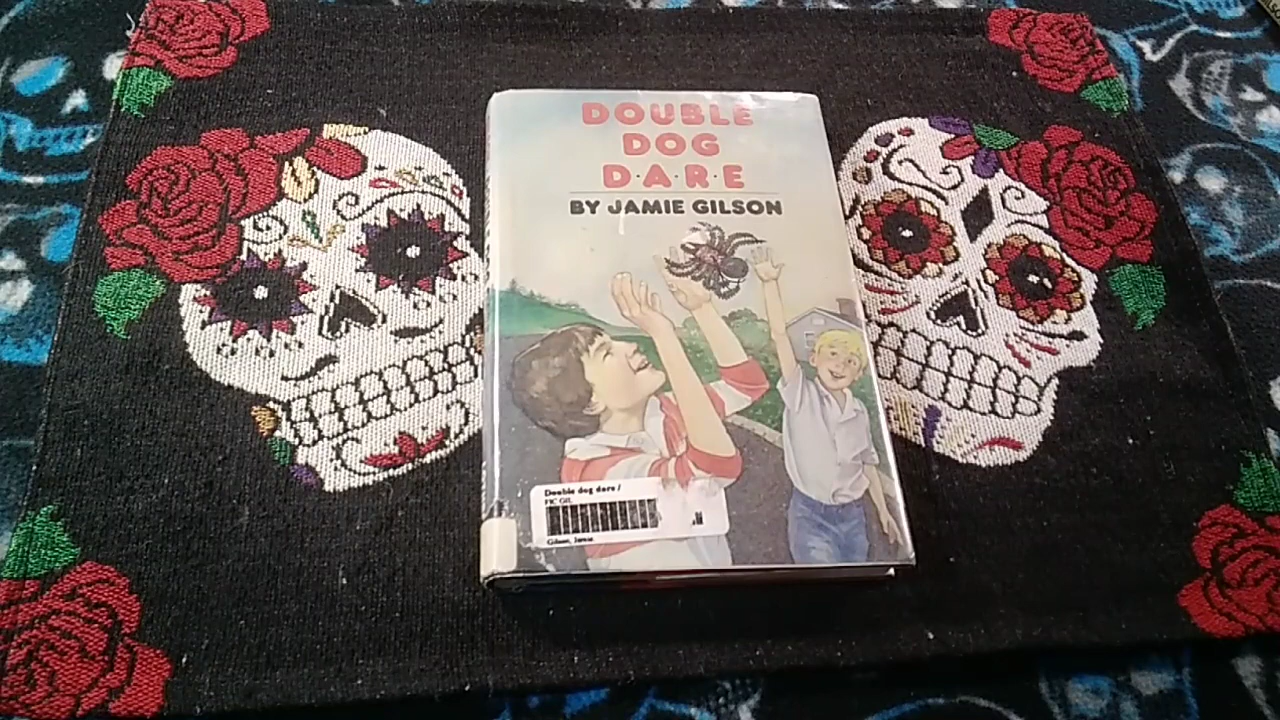 DOUBLE
DOG
D·A·R·E
BY JAMIE GILSON
Double dog dare /
FIC GIL
Gilson, Jamie.